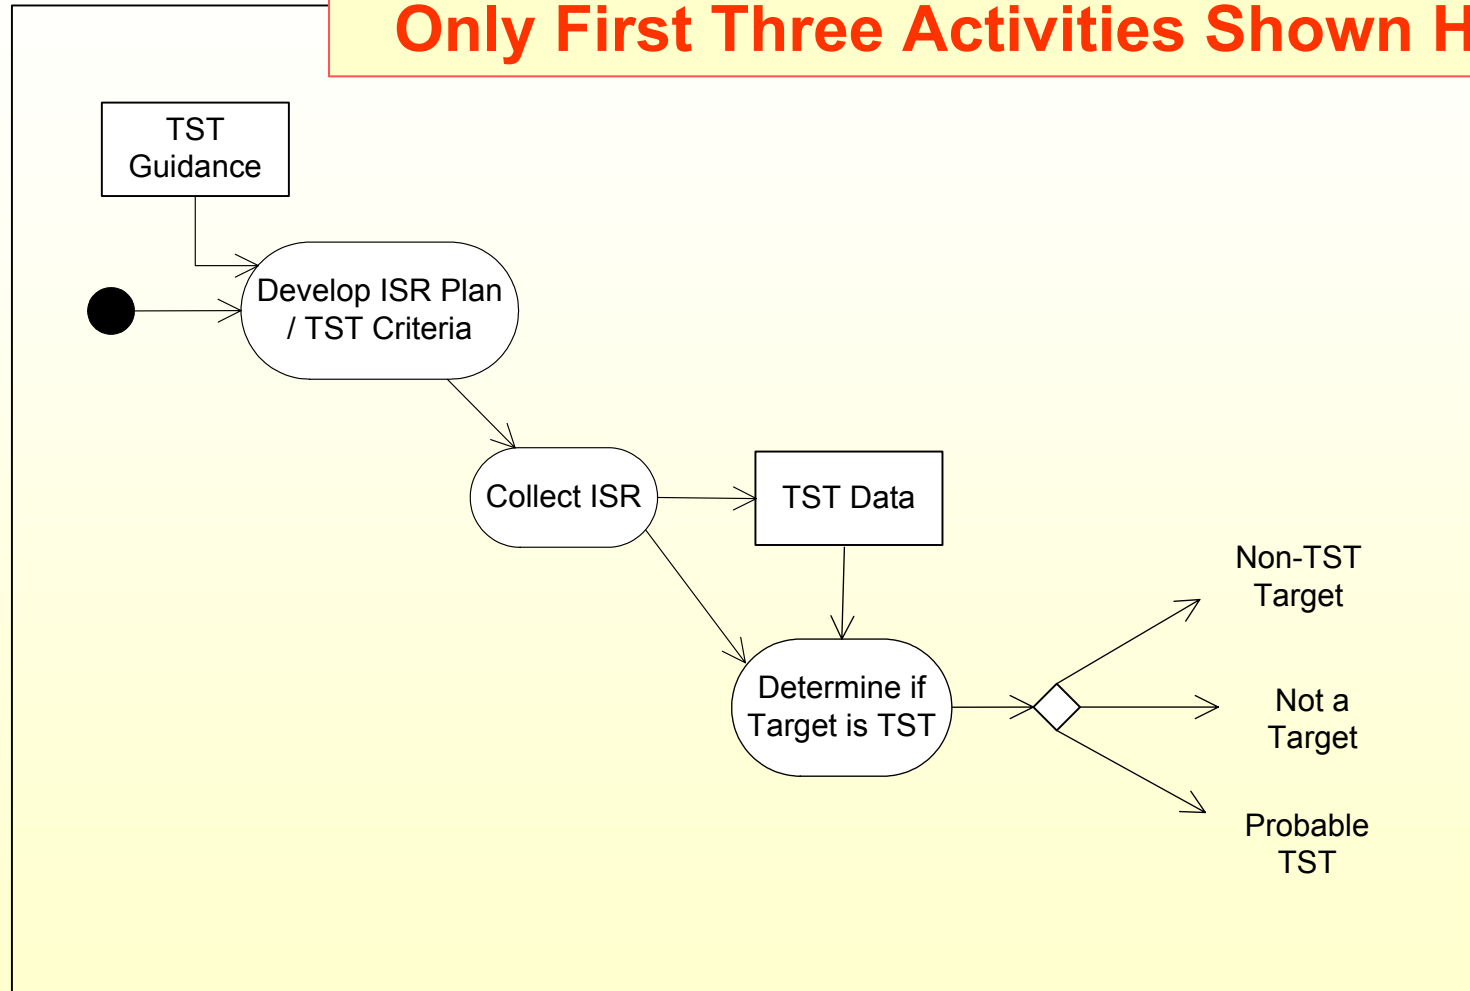 Only First Three Activities Shown H
TST
Guidance
Develop ISR Plan
/ TST Criteria
Collect ISR
TST Data
Non-TST
Target
Determine if
Target is TST
Not a
Target
Probable
TST